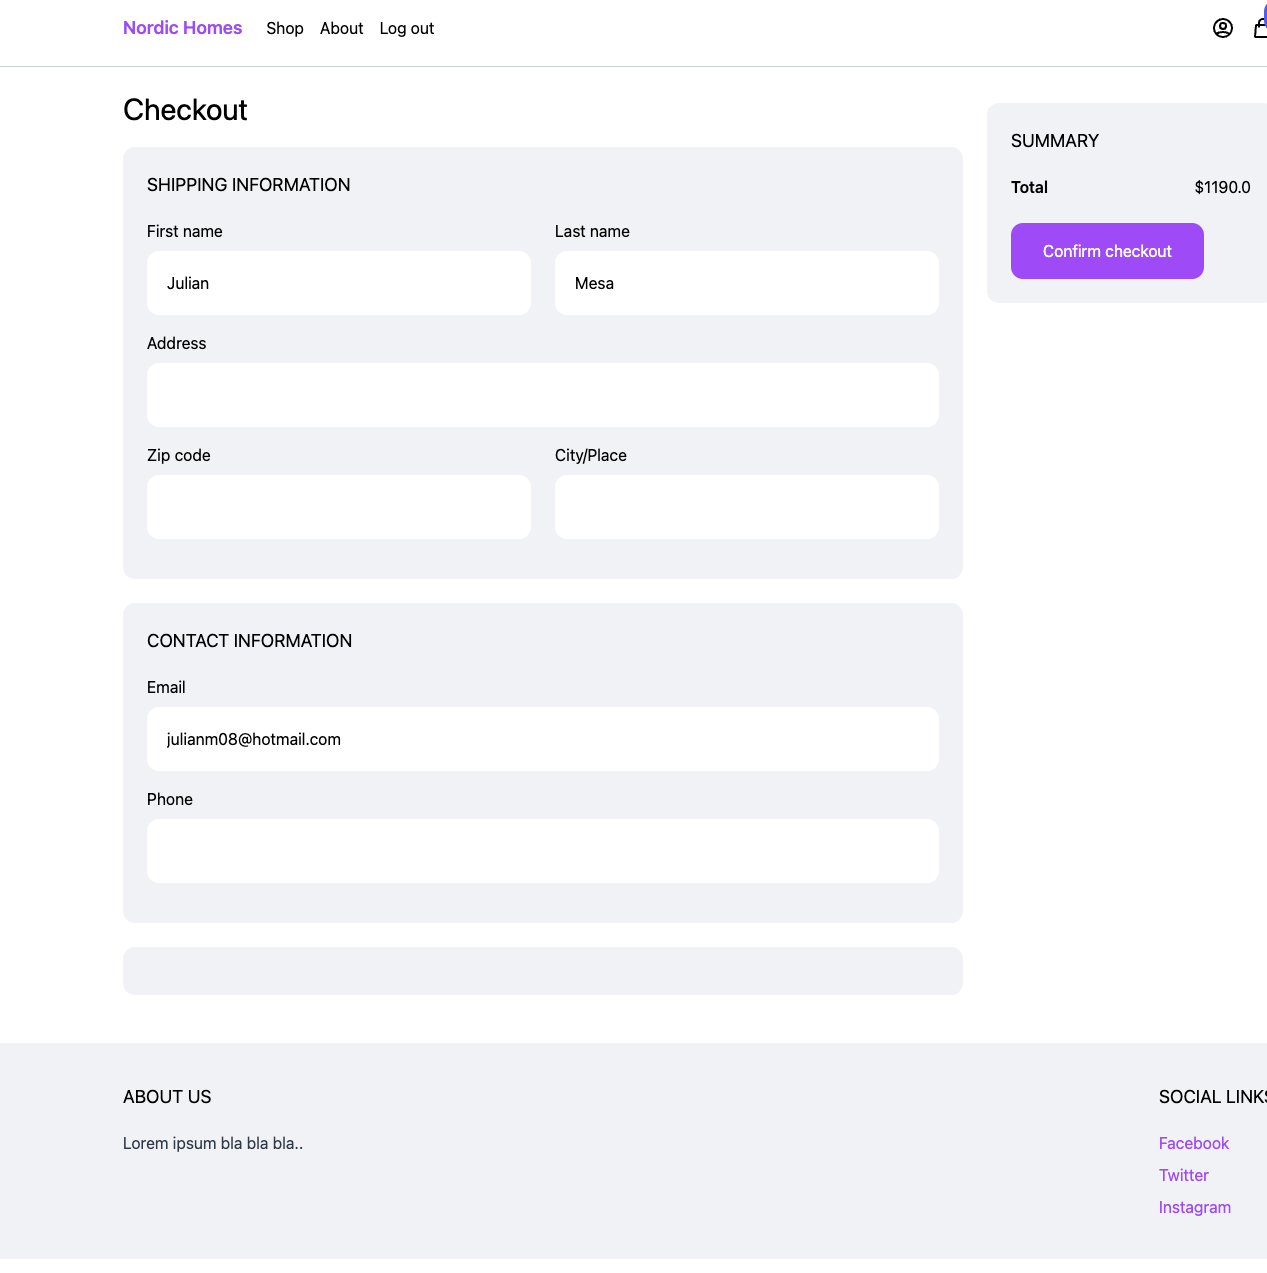 Nordic Homes Shop About Log out
Checkout
SHIPPING INFORMATION
First name Last name
Julian Mesa
Address
Zip code City/Place
CONTACT INFORMATION
Email
julianm08@hotmail.com
Phone
SUMMARY
Total $1190.0
Confirm checkout
ABOUT US
Lorem ipsum bla bla bla..
SOCIAL LINKS
Facebook
Twitter
Instagram